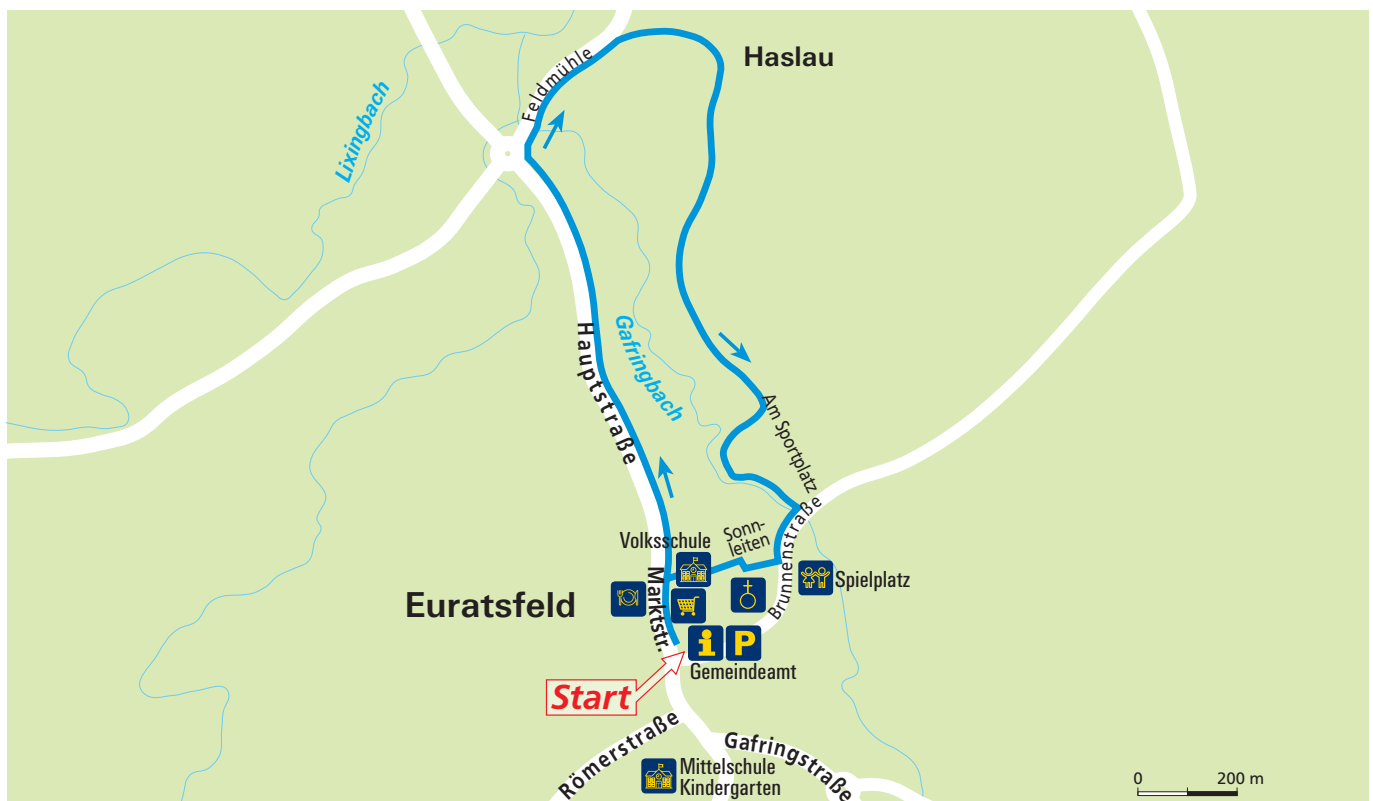 Haslau
Feldmühle
Lixingbach
Hauptstraße
Gafringbach
Am Sportplatz
Sonn-
leiten
Brunnenstraße
Volksschule
Spielplatz
Euratsfeld
Marktstr.
P
Gemeindeamt
Start
Römerstraße
Gafringstraße
Mittelschule
Kindergarten
0 200 m